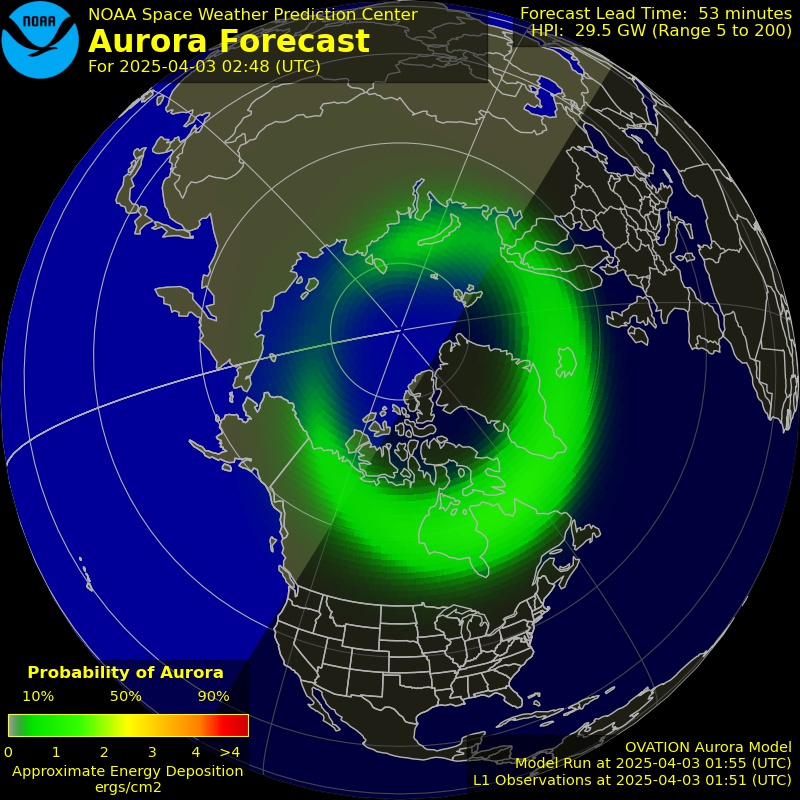 NOAA
NOAA Space Weather Prediction Center
Aurora Forecast
For 2025-04-03 02:48 (UTC)
Forecast Lead Time: 53 minutes
HPI: 29.5 GW (Range 5 to 200)
Probability of Aurora
10% 50% 90%
0 1 2 3 4 >4
Approximate Energy Deposition
ergs/cm2
OVATION Aurora Model
Model Run at 2025-04-03 01:55 (UTC)
L1 Observations at 2025-04-03 01:51 (UTC)